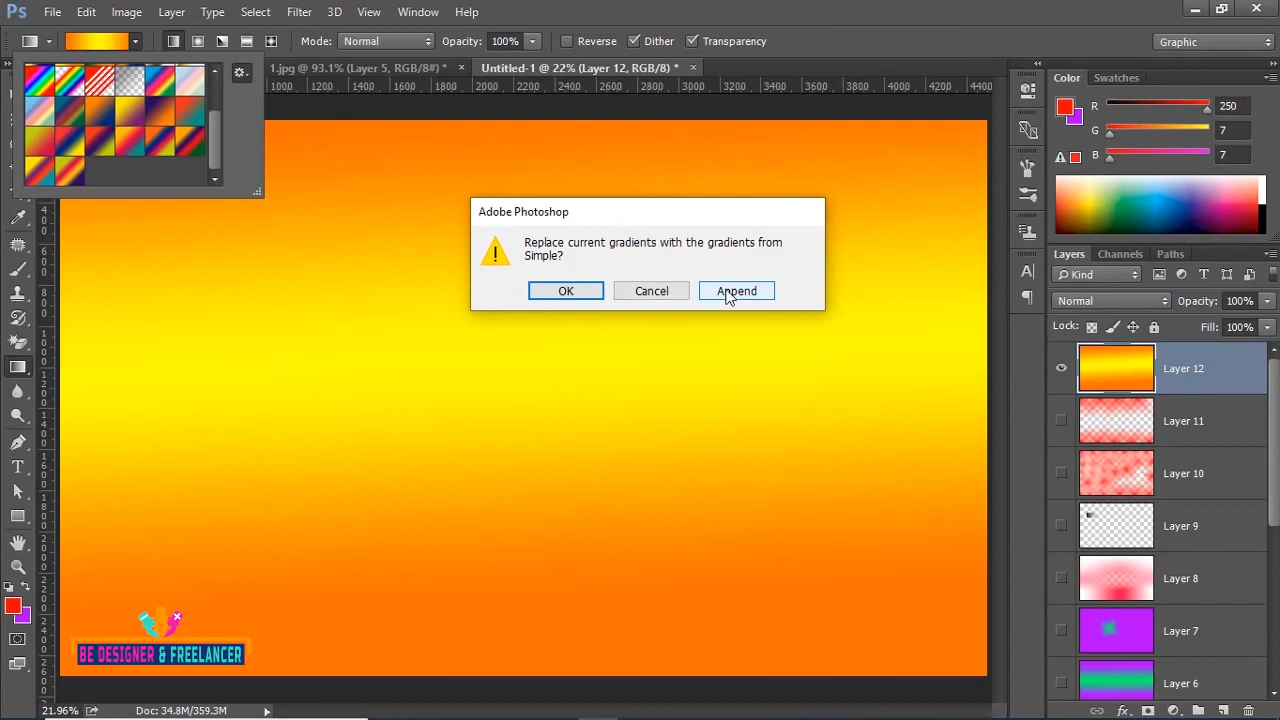 Ps File Edit Image Layer Type Select Filter 3D View Window Help
Mode: Normal Opacity: 100% Reverse Dither Transparency Graphic
1.jpg @ 93.1% (Layer 5, RGB/8#) * × Untitled-1 @ 22% (Layer 12, RGB/8) * ×
1000 1200 1400 1600 1800 2000 2200 2400 2600 2800 3000 3200 3400 3600 3800 4000 4200 4400
Color Swatches
R 250
G 7
B 7
Adobe Photoshop
Replace current gradients with the gradients from
Simple?
OK Cancel Append
Layers Channels Paths
Kind
Normal Opacity: 100%
Lock: Fill: 100%
Layer 12
Layer 11
Layer 10
Layer 9
Layer 8
Layer 7
Layer 6
BE DESIGNER & FREELANCER
21.96% Doc: 34.8M/359.3M